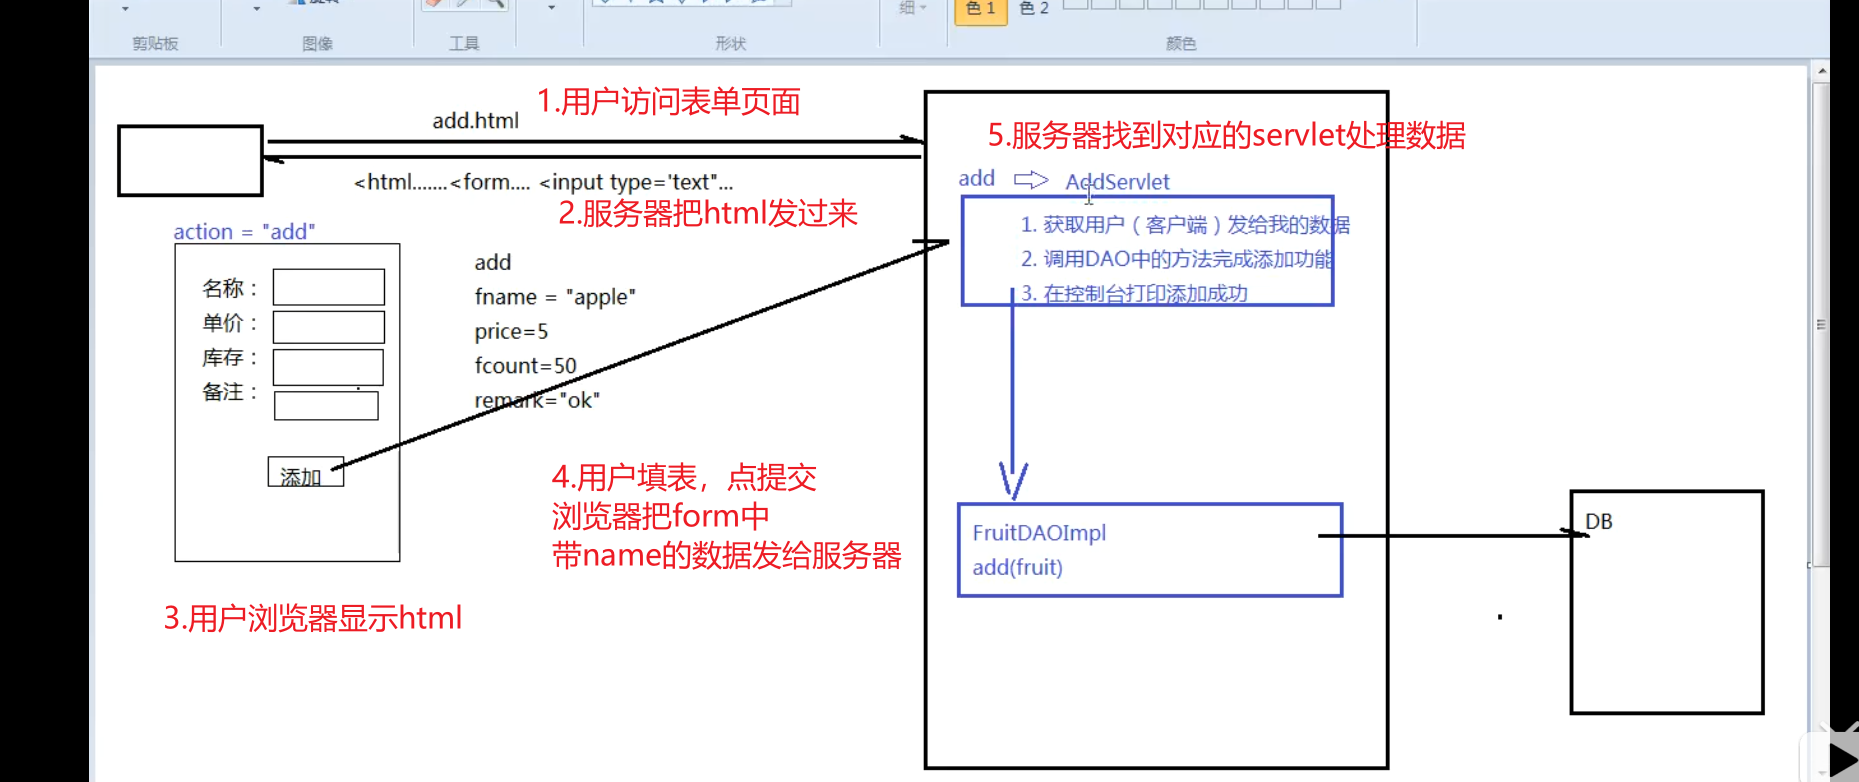 细
色 1
色 2
剪贴板
图像
工具
形状
颜色
1.用户访问表单页面
add.html
5.服务器找到对应的servlet处理数据
<html.......<form.... <input type='text"...
2.服务器把html发过来
add
AddServlet
1. 获取用户（客户端）发给我的数据
2. 调用DAO中的方法完成添加功能
3. 在控制台打印添加成功
action = "add"
名称：
单价：
库存：
备注：
添加
add
fname = "apple"
price=5
fcount=50
remark="ok"
4.用户填表，点提交
浏览器把form中
带name的数据发给服务器
3.用户浏览器显示html
FruitDAOImpl
add(fruit)
DB